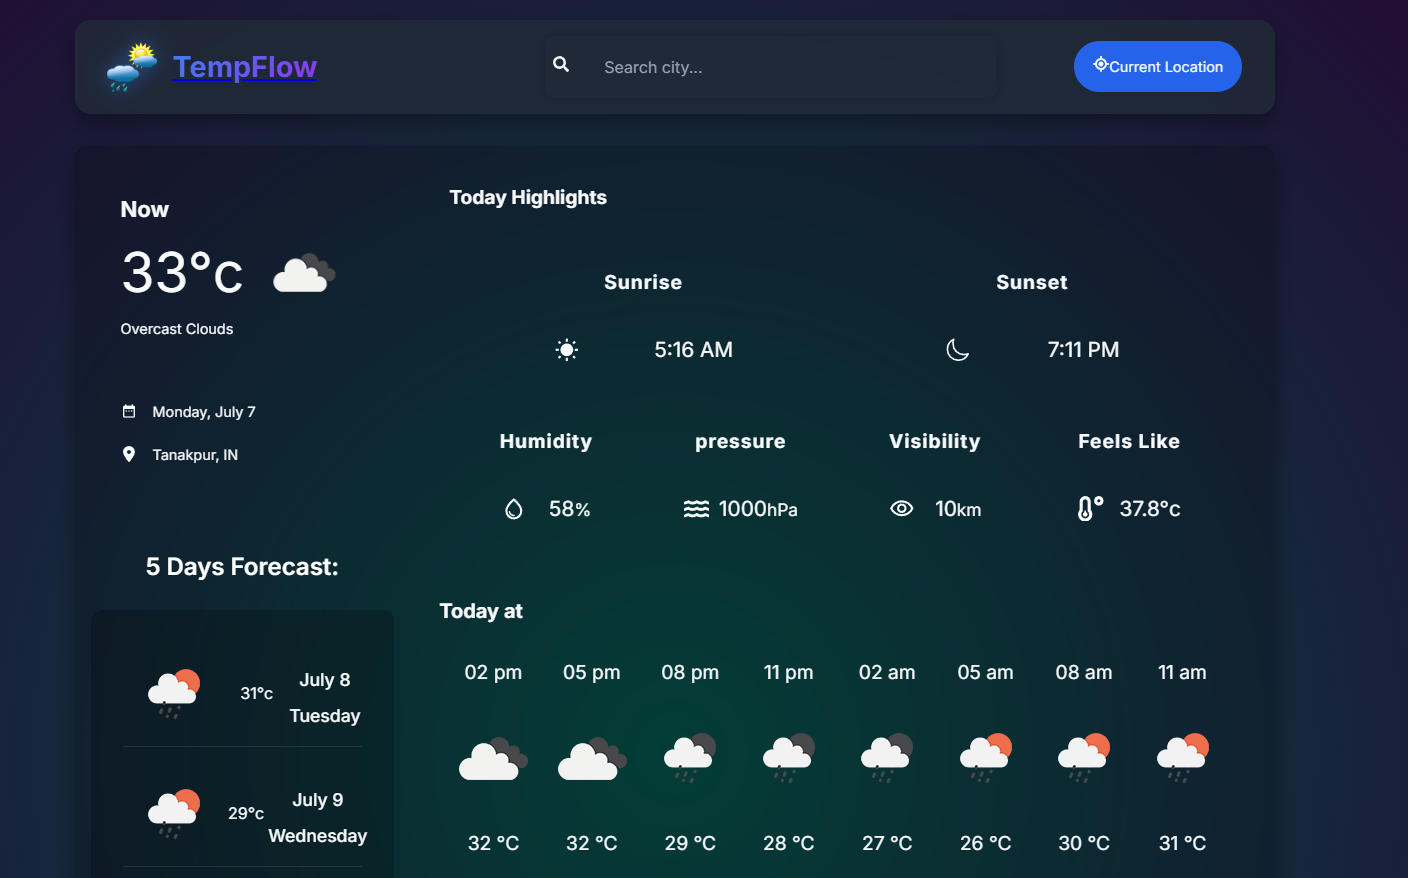 TempFlow
Search city...
Current Location
Now
33°c
Overcast Clouds
Monday, July 7
Tanakpur, IN
Today Highlights
Sunrise
5:16 AM
Sunset
7:11 PM
Humidity
58%
pressure
1000hPa
Visibility
10km
Feels Like
37.8°c
5 Days Forecast:
31°c
July 8
Tuesday
29°c
July 9
Wednesday
Today at
02 pm 05 pm 08 pm 11 pm 02 am 05 am 08 am 11 am
32 °C 32 °C 29 °C 28 °C 27 °C 26 °C 30 °C 31 °C